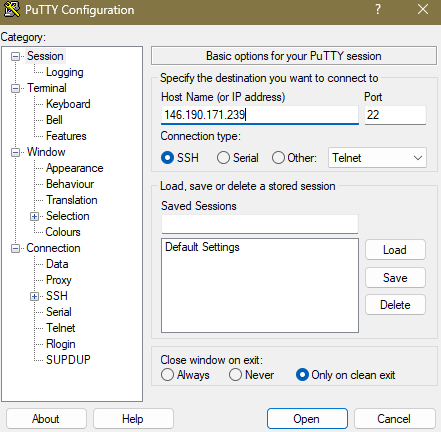 PuTTY Configuration
?
Category:
Session
Logging
Terminal
Keyboard
Bell
Features
Window
Appearance
Behaviour
Translation
Selection
Colours
Connection
Data
Proxy
SSH
Serial
Telnet
Rlogin
SUPDUP
Basic options for your PuTTY session
Specify the destination you want to connect to
Host Name (or IP address) Port
146.190.171.239 22
Connection type:
SSH Serial Other: Telnet
Load, save or delete a stored session
Saved Sessions
Default Settings
Load
Save
Delete
Close window on exit:
Always Never Only on clean exit
About Help Open Cancel